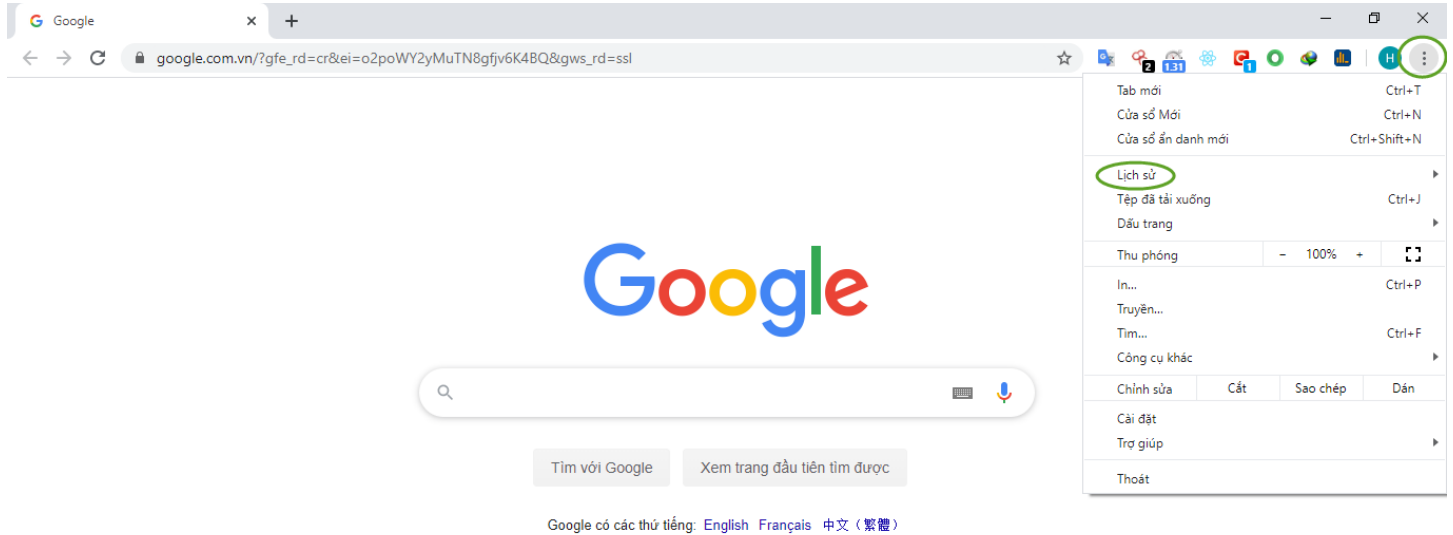 Google
google.com.vn/?gfe_rd=cr&ei=o2poWY2yMuTN8gfjv6K4BQ&gws_rd=ssl
2
131
1
H
Tab mới Ctrl+T
Cửa sổ Mới Ctrl+N
Cửa sổ ẩn danh mới Ctrl+Shift+N
Lịch sử
Tệp đã tải xuống Ctrl+J
Dấu trang
Thu phóng - 100% +
In... Ctrl+P
Truyền...
Tìm... Ctrl+F
Công cụ khác
Chỉnh sửa Cắt Sao chép Dán
Cài đặt
Trợ giúp
Thoát
Google
Tìm với Google Xem trang đầu tiên tìm được
Google có các thứ tiếng: English Français 中文（繁體）